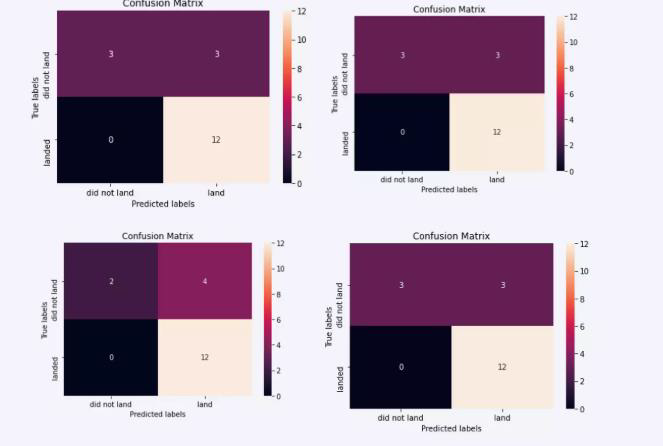 Confusion Matrix
True labels
did not land
landed
3
3
0
12
did not land
land
Predicted labels
12
10
8
6
4
2
0
Confusion Matrix
True labels
did not land
landed
3
3
0
12
did not land
land
Predicted labels
12
10
8
6
4
2
0
Confusion Matrix
True labels
did not land
landed
2
4
0
12
did not land
land
Predicted labels
12
10
8
6
4
2
0
Confusion Matrix
True labels
did not land
landed
3
3
0
12
did not land
land
Predicted labels
12
10
8
6
4
2
0